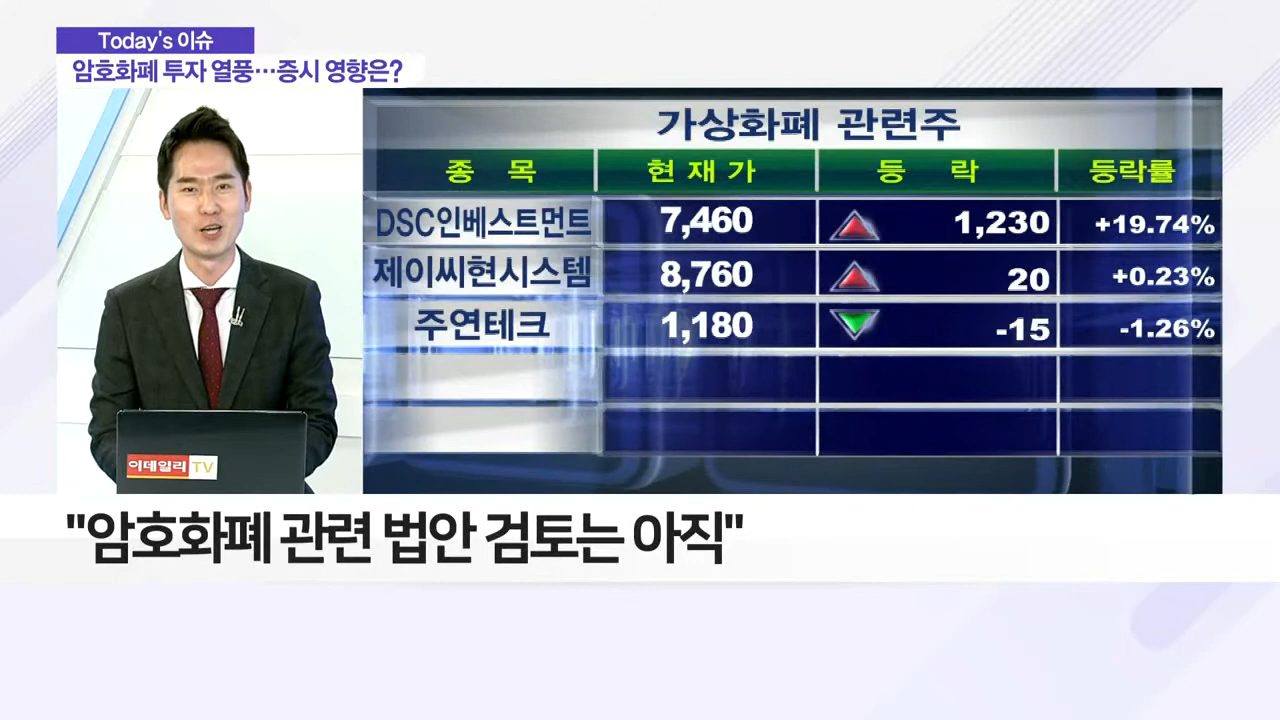 Today's 이슈
암호화폐 투자 열풍…증시 영향은?
가상화폐 관련주
종 목 현 재 가 등 락 등락률
DSC인베스트먼트 7,460 1,230 +19.74%
제이씨현시스템 8,760 20 +0.23%
주연테크 1,180 -15 -1.26%
이데일리 TV
"암호화폐 관련 법안 검토는 아직"